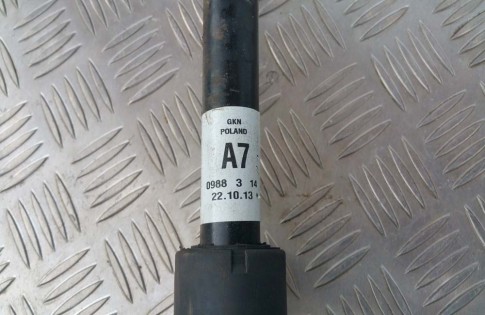 GKN
POLAND
A7
0988 3 14
22.10.13